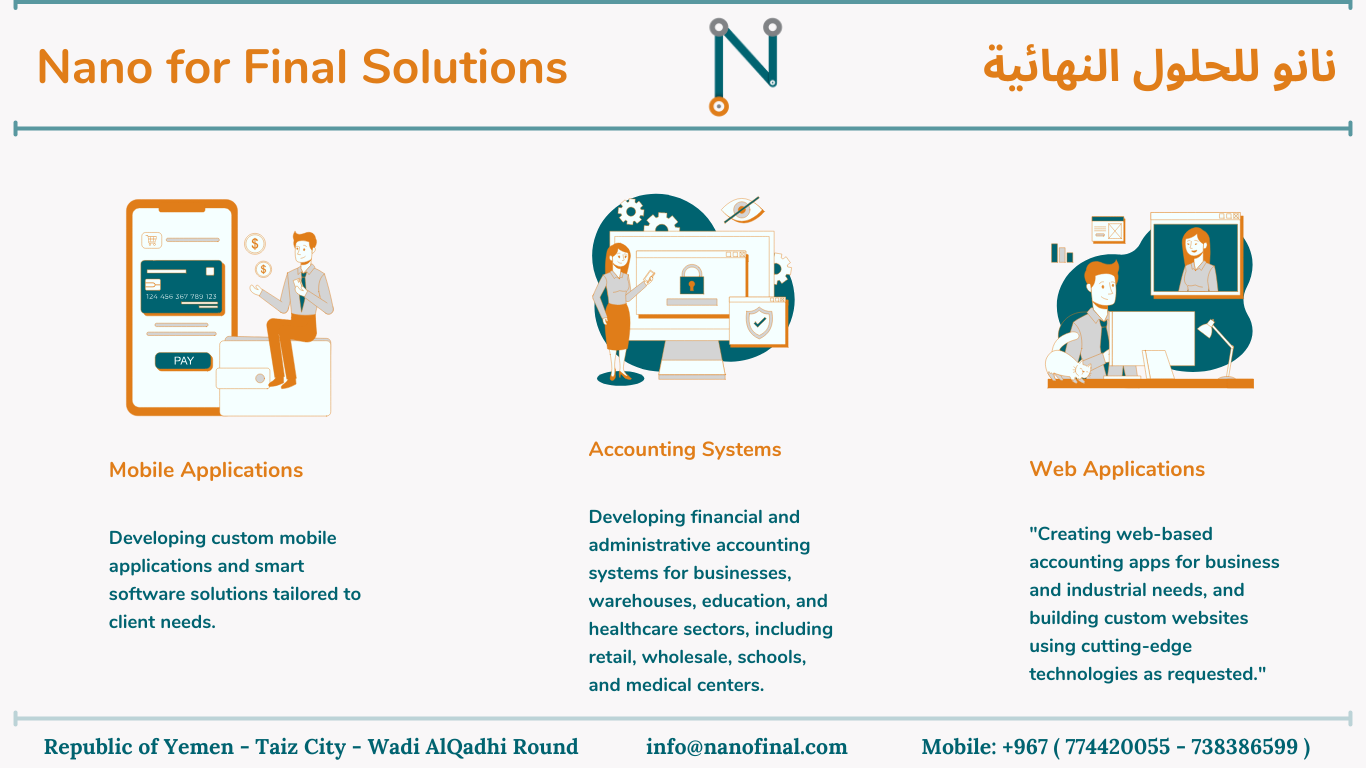 Nano for Final Solutions
نانو للحلول النهائية
$
$
124 456 367 789 123
PAY
Mobile Applications
Developing custom mobile
applications and smart
software solutions tailored to
client needs.
Accounting Systems
Developing financial and
administrative accounting
systems for businesses,
warehouses, education, and
healthcare sectors, including
retail, wholesale, schools,
and medical centers.
Web Applications
"Creating web-based
accounting apps for business
and industrial needs, and
building custom websites
using cutting-edge
technologies as requested."
Republic of Yemen - Taiz City - Wadi AlQadhi Round
info@nanofinal.com
Mobile: +967 ( 774420055 - 738386599 )